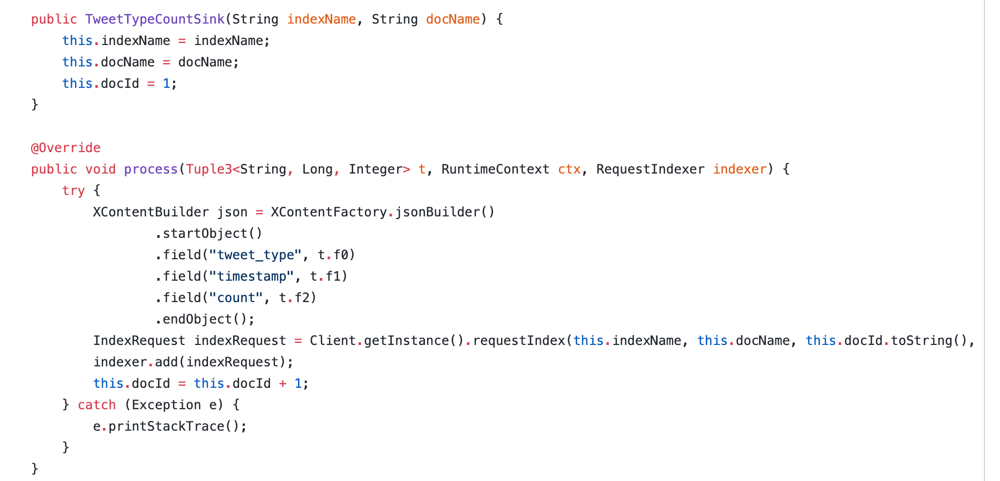 public TweetTypeCountSink(String indexName, String docName) {
    this.indexName = indexName;
    this.docName = docName;
    this.docId = 1;
}

@Override
public void process(Tuple3<String, Long, Integer> t, RuntimeContext ctx, RequestIndexer indexer) {
    try {
        XContentBuilder json = XContentFactory.jsonBuilder()
                .startObject()
                .field("tweet_type", t.f0)
                .field("timestamp", t.f1)
                .field("count", t.f2)
                .endObject();
        IndexRequest indexRequest = Client.getInstance().requestIndex(this.indexName, this.docName, this.docId.toString(),
        indexer.add(indexRequest);
        this.docId = this.docId + 1;
    } catch (Exception e) {
        e.printStackTrace();
    }
}